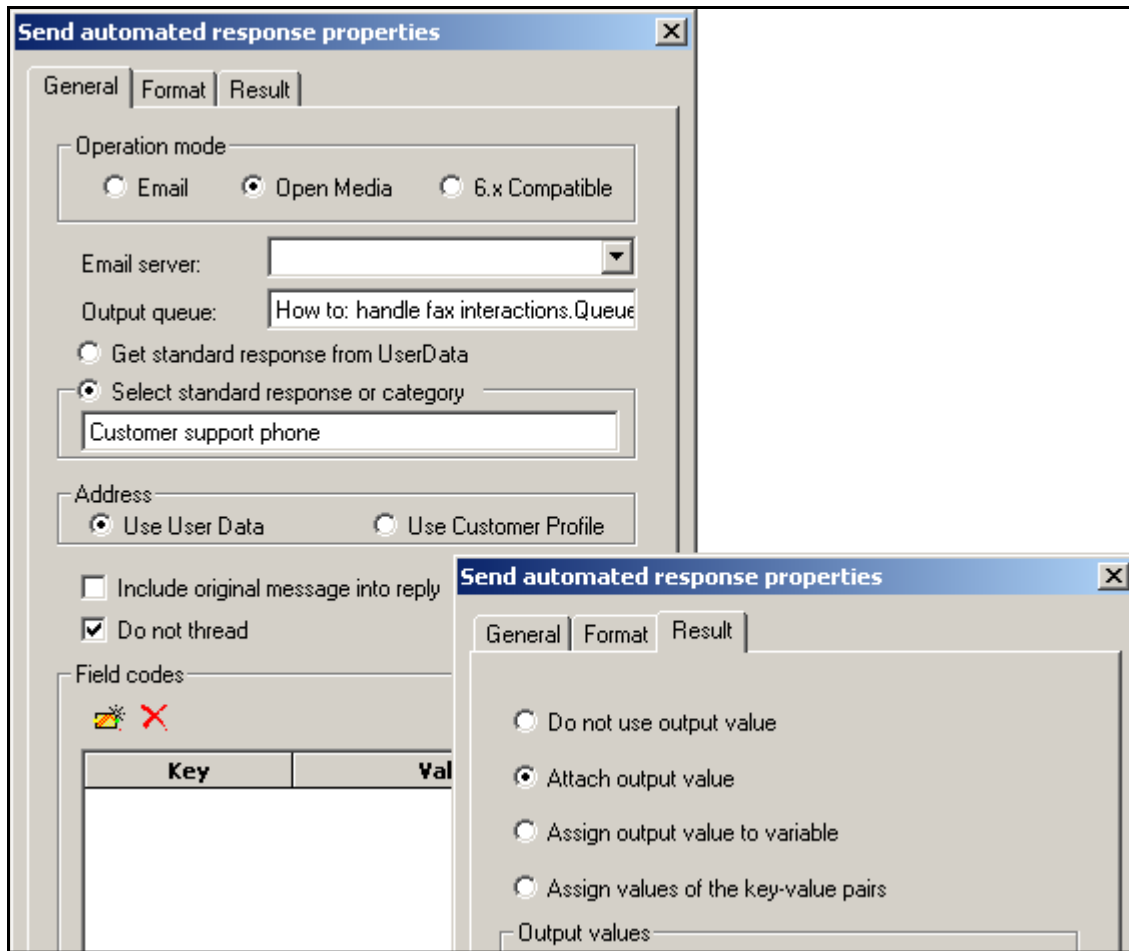 Send automated response properties
General Format Result
Operation mode
Email Open Media 6.x Compatible
Email server:
Output queue: How to: handle fax interactions.Queue
Get standard response from UserData
Select standard response or category
Customer support phone
Address
Use User Data Use Customer Profile
Include original message into reply
Do not thread
Field codes
Key Val
Send automated response properties
General Format Result
Do not use output value
Attach output value
Assign output value to variable
Assign values of the key-value pairs
Output values